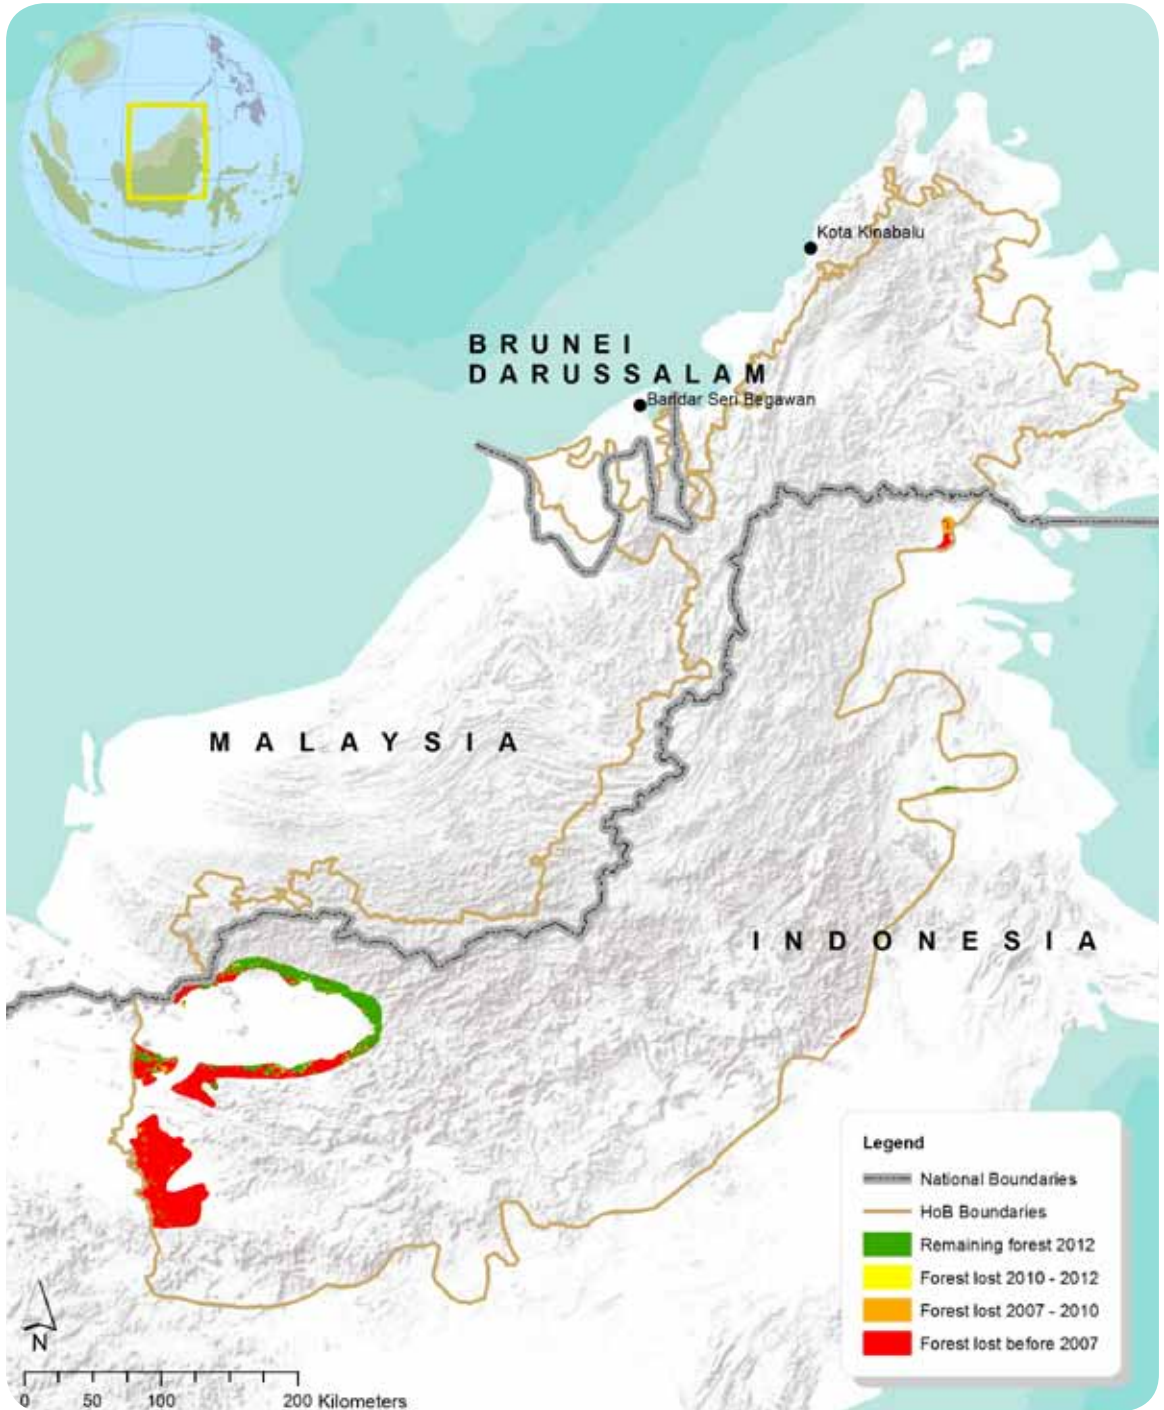 Kota Kinabalu
BRUNEI
DARUSSALAM
Bandar Seri Begawan
MALAYSIA
INDONESIA
Legend
National Boundaries
HoB Boundaries
Remaining forest 2012
Forest lost 2010 - 2012
Forest lost 2007 - 2010
Forest lost before 2007
N
0 50 100 200 Kilometers